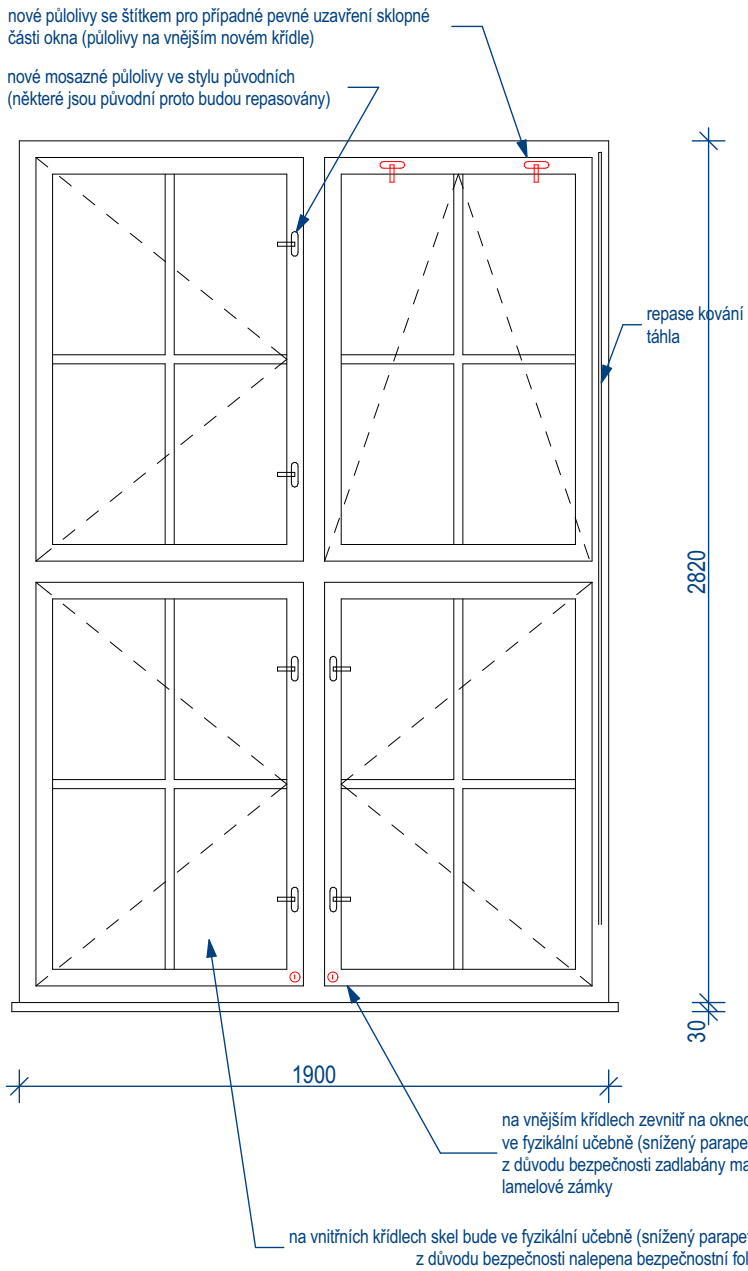 nové půlolivy se štítkem pro případné pevné uzavření sklopné
části okna (půlolivy na vnějším novém křídle)
nové mosazné půlolivy ve stylu původních
(některé jsou původní proto budou repasovány)
repase kování
táhla
2820
30
1900
na vnějším křídlech zevnitř na oknec
ve fyzikální učebně (snížený parape
z důvodu bezpečnosti zadlabány ma
lamelové zámky
na vnitřních křídlech skel bude ve fyzikální učebně (snížený parape
z důvodu bezpečnosti nalepena bezpečnostní fol